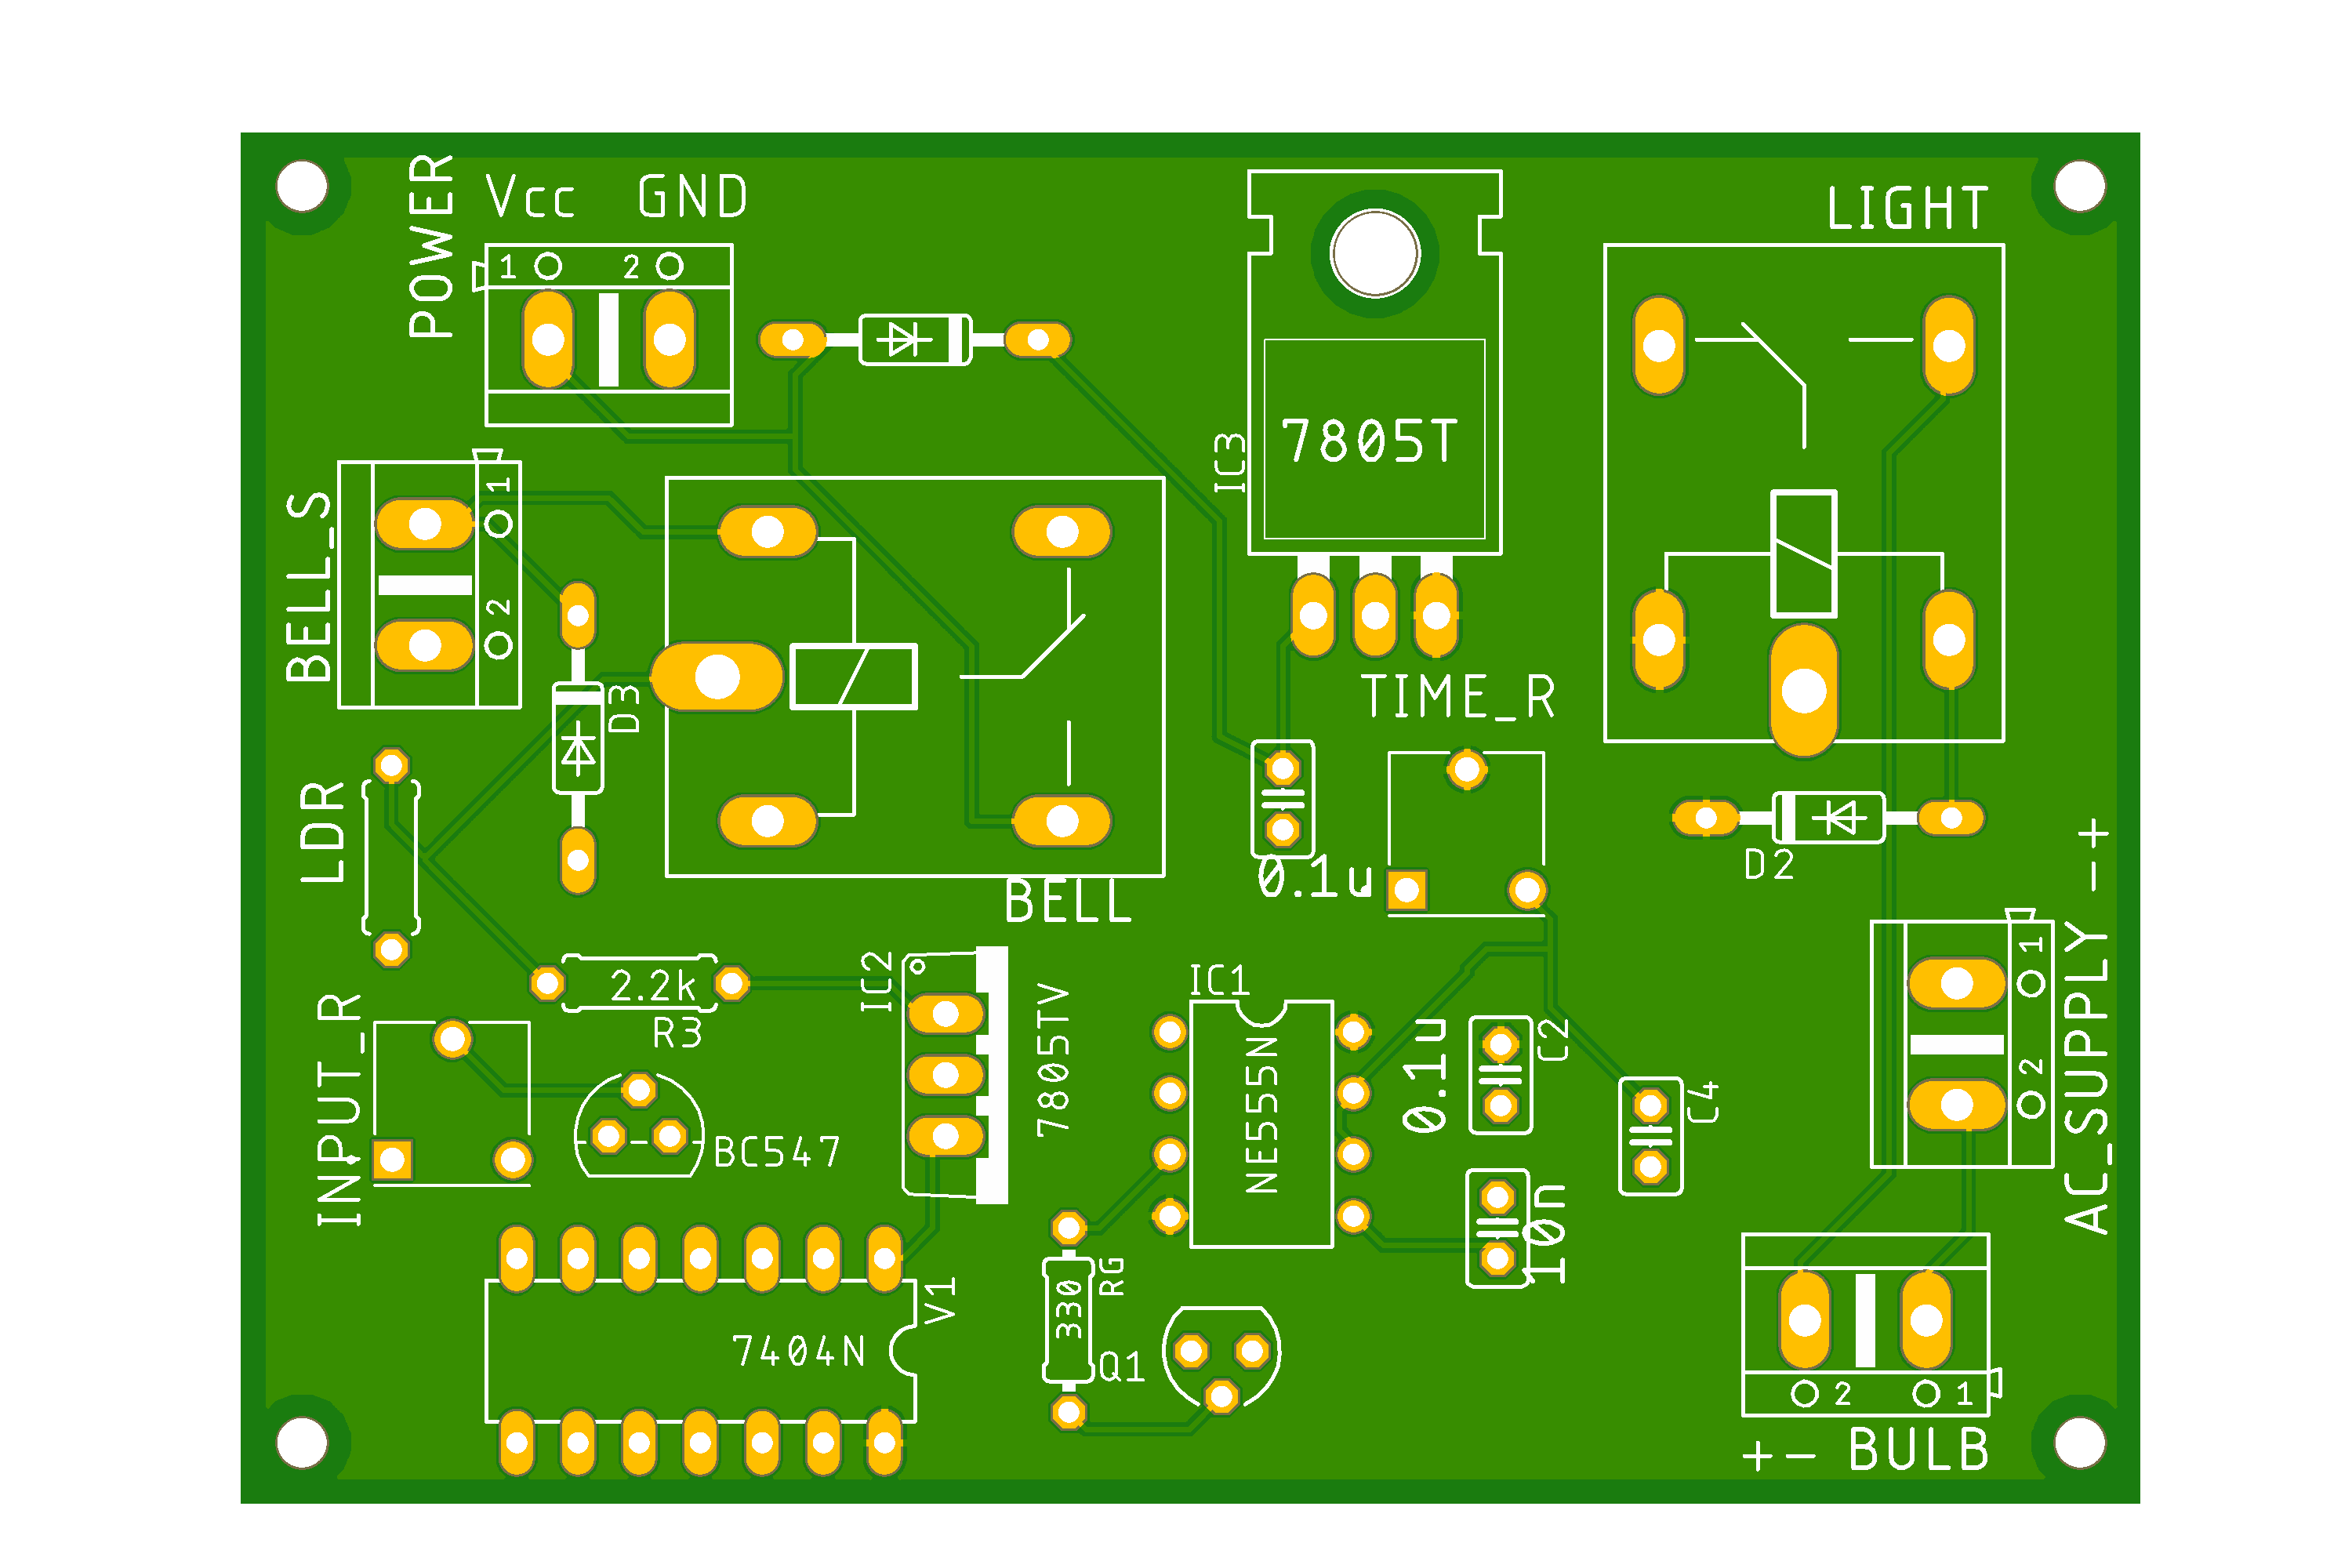 POWER
Vcc GND
1 2
LIGHT
IC3
7805T
BELL_S
1
2
D3
TIME_R
LDR
0.1u
BELL
D2
AC_SUPPLY -+
1
2
2.2k
R3
IC2
7805TV
IC1
NE555N
0.1u
C2
C4
INPUT_R
BC547
10n
V1
7404N
330
RG
Q1
2 1
+- BULB